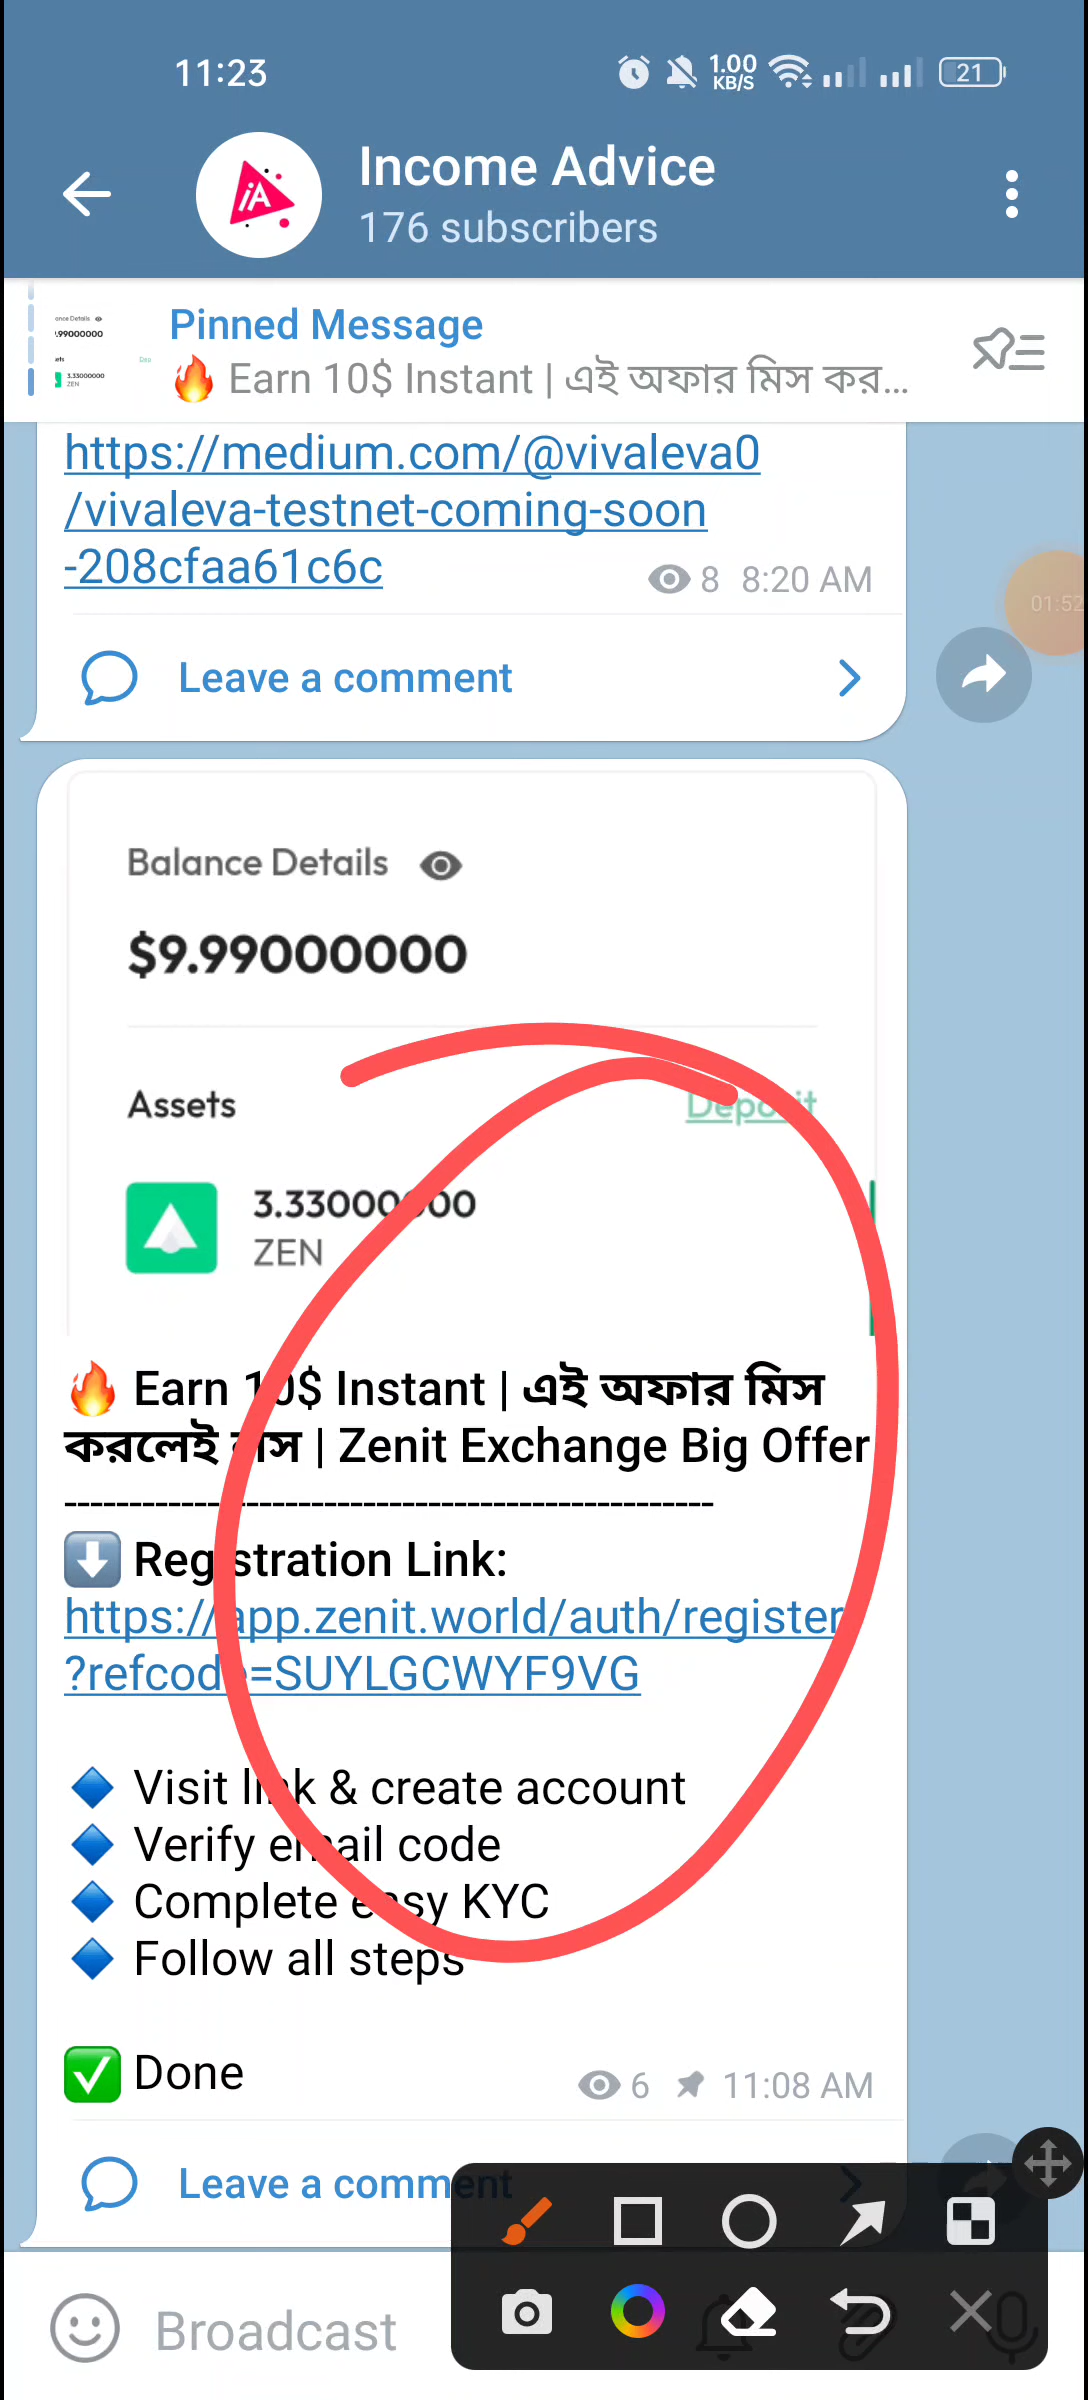 11:23
1.00
KB/S
21
iA
Income Advice
176 subscribers
Pinned Message
🔥 Earn 10$ Instant | এই অফার মিস কর...
https://medium.com/@vivaleva0
/vivaleva-testnet-coming-soon
-208cfaa61c6c
8 8:20 AM
01:52
Leave a comment
Balance Details
$9.99000000
Assets
Deposit
3.33000000
ZEN
🔥 Earn 10$ Instant | এই অফার মিস
করলেই লস | Zenit Exchange Big Offer
--------------------------------------------------
⬇️ Registration Link:
https://app.zenit.world/auth/register
?refcode=SUYLGCWYF9VG
🔹 Visit link & create account
🔹 Verify email code
🔹 Complete easy KYC
🔹 Follow all steps
✅ Done
6 11:08 AM
Leave a comment
Broadcast